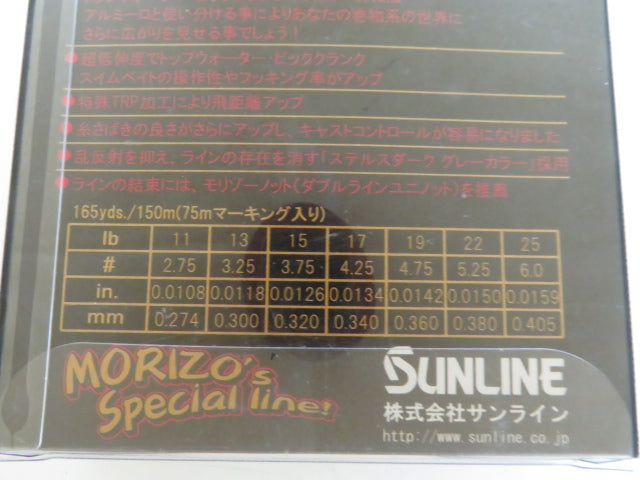 アルミーロと使い分ける事によりあなたの巻物系の世界に
さらに広がりを見せる事でしょう!
●超低伸度でトップウォーター・ビッククランク
スイムベイトの操作性やフッキング率がアップ
●特殊TRP加工により飛距離アップ
●糸さばきの良さがさらにアップし、キャストコントロールが容易になりました
●乱反射を抑え、ラインの存在を消す「ステルスダーク グレーカラー」採用
●ラインの結束には、モリゾーノット(ダブルラインユニノット)を推薦
165yds./150m(75mマーキング入り)
lb 11 13 15 17 19 22 25
# 2.75 3.25 3.75 4.25 4.75 5.25 6.0
in. 0.0108 0.0118 0.0126 0.0134 0.0142 0.0150 0.0159
mm 0.274 0.300 0.320 0.340 0.360 0.380 0.405
MORIZO's
Special line!
SUNLINE
株式会社サンライン
http://www.sunline.co.jp